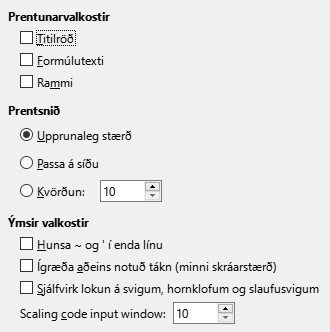 Prentunarvalkostir
Titilröð
Formúlutexti
Rammi
Prentsnið
Upprunaleg stærð
Passa á síðu
Kvörðun: 10
Ýmsir valkostir
Hunsa ~ og ' í enda línu
Ígræða aðeins notuð tákn (minni skráarstærð)
Sjálfvirk lokun á svigum, hornklofum og slaufusvigum
Scaling code input window: 10